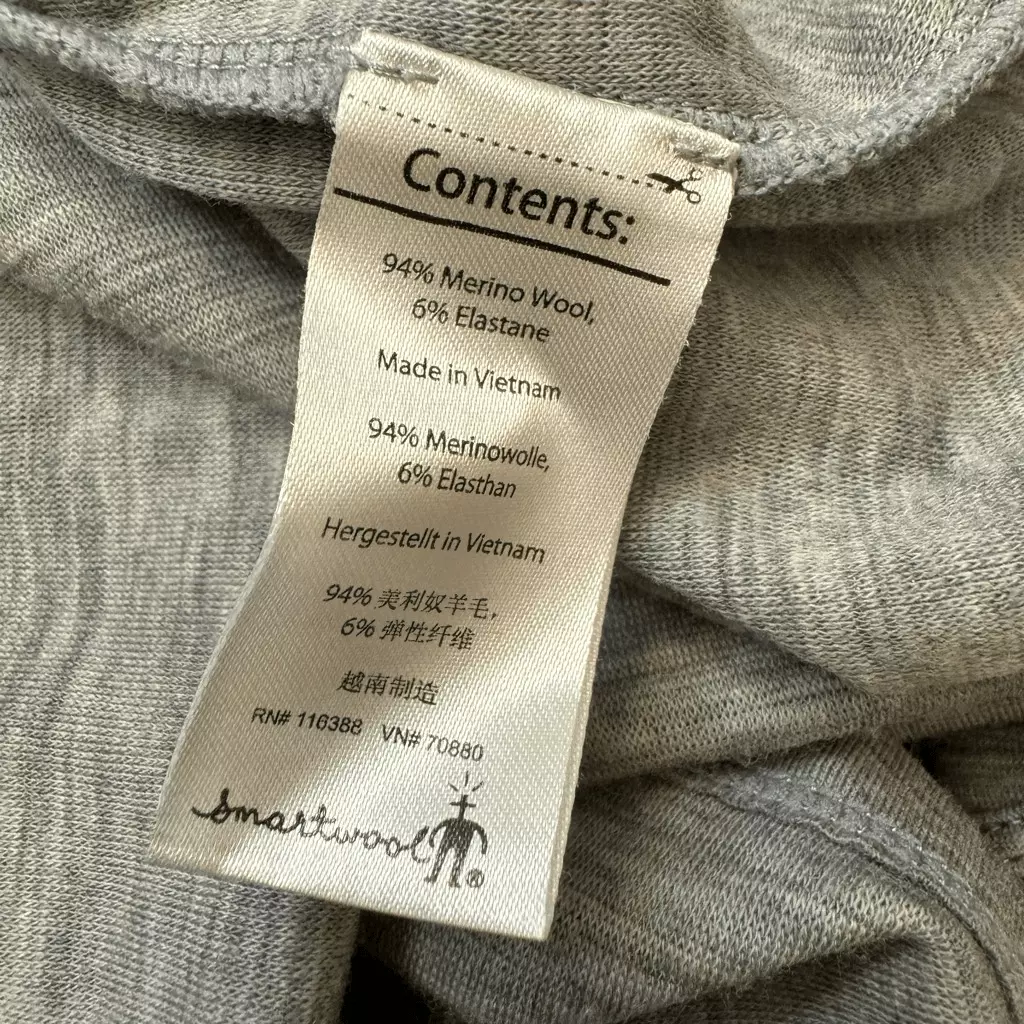 Contents:
94% Merino Wool,
6% Elastane
Made in Vietnam
94% Merinowolle,
6% Elasthan
Hergestellt in Vietnam
94% 美利奴羊毛,
6% 弹性纤维
越南制造
RN# 116388 VN# 70880
smartwool ®